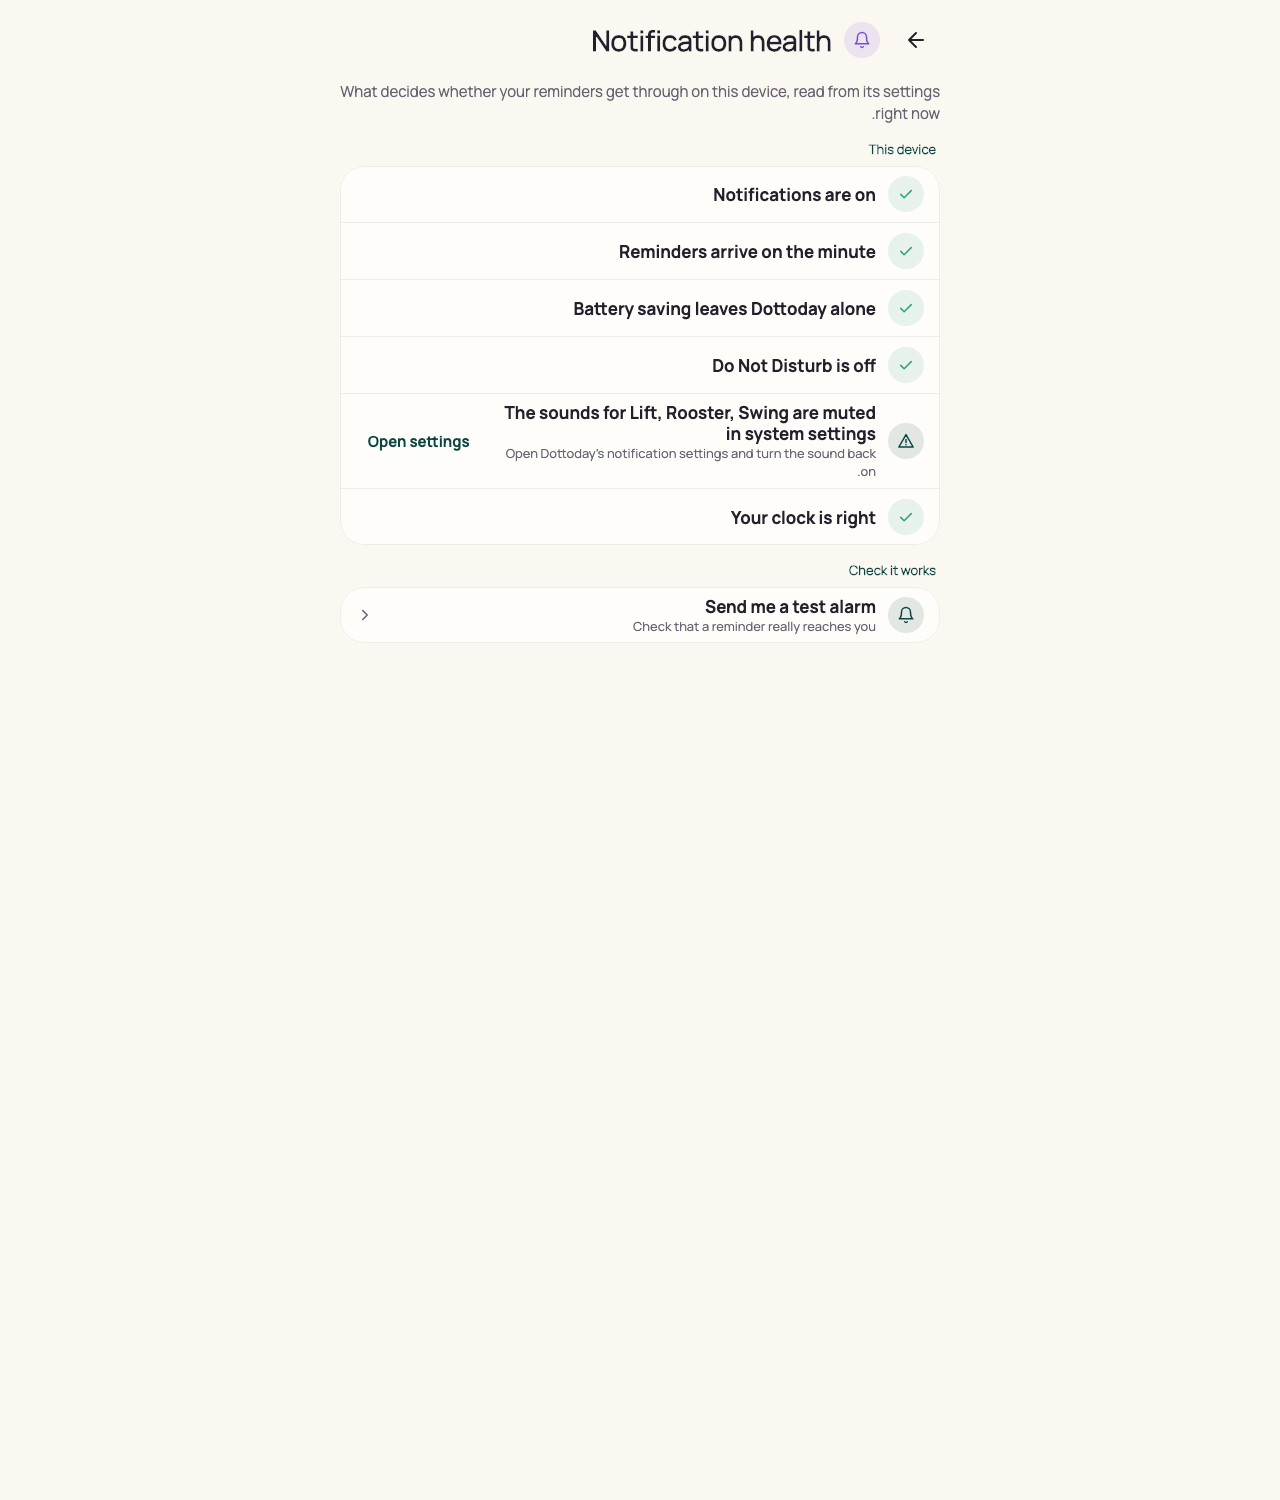 Notification health
What decides whether your reminders get through on this device, read from its settings
.right now
This device
Notifications are on
Reminders arrive on the minute
Battery saving leaves Dottoday alone
Do Not Disturb is off
The sounds for Lift, Rooster, Swing are muted
in system settings
Open Dottoday's notification settings and turn the sound back
.on
Open settings
Your clock is right
Check it works
Send me a test alarm
Check that a reminder really reaches you